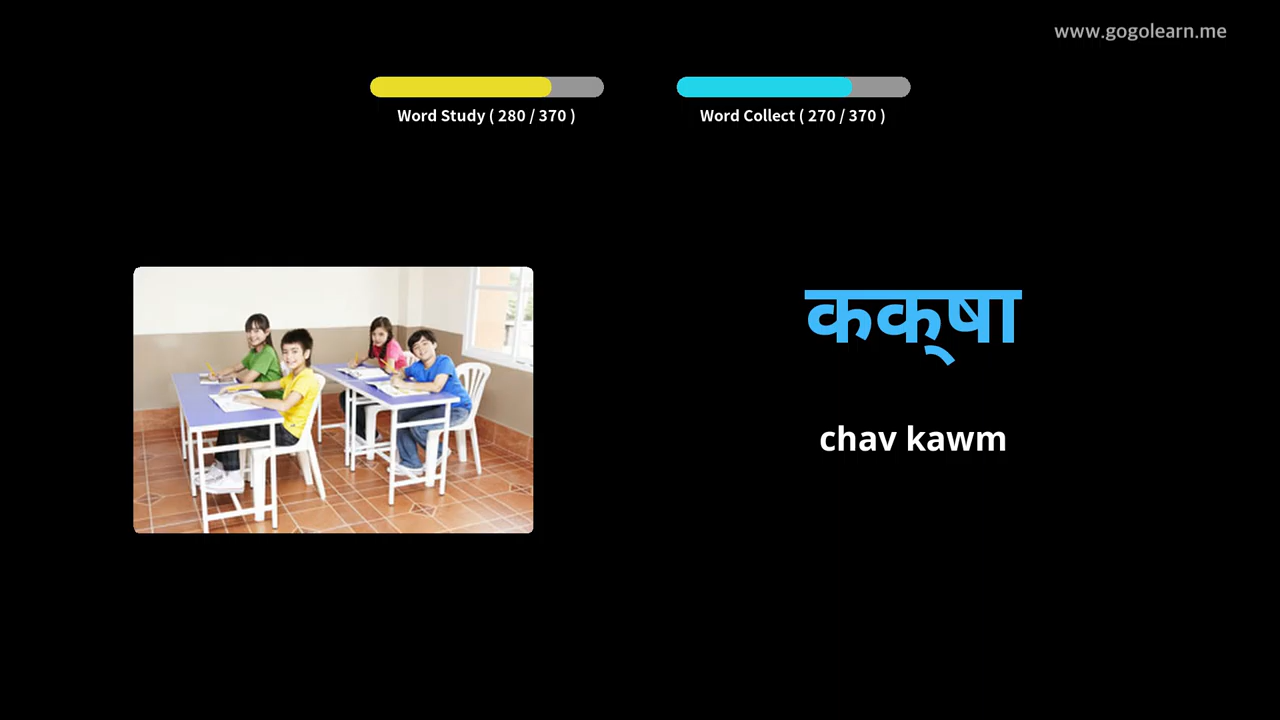 www.gogolearn.me
Word Study ( 280 / 370 )
Word Collect ( 270 / 370 )
कक्‌षा
chav kawm